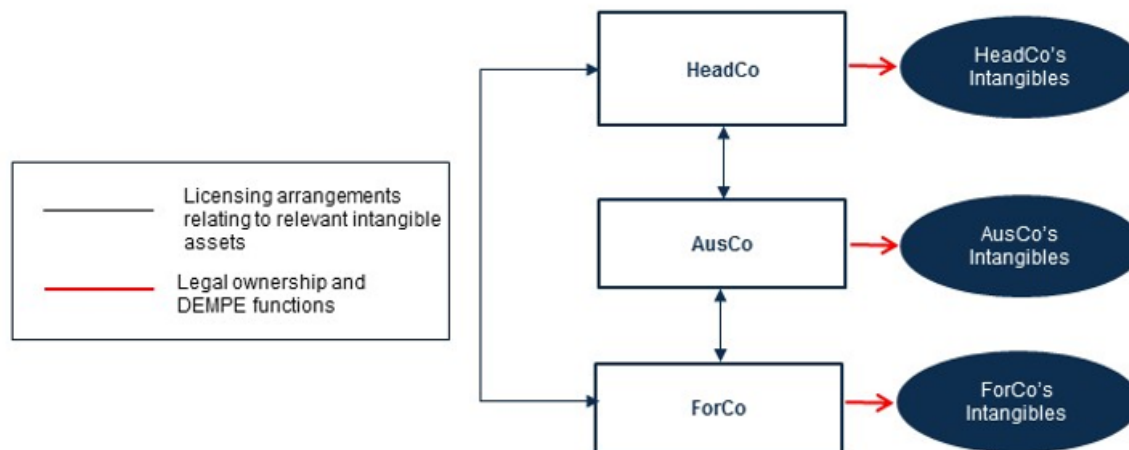 Licensing arrangements
relating to relevant intangible
assets
Legal ownership and
DEMPE functions
HeadCo
HeadCo's
Intangibles
AusCo
AusCo's
Intangibles
ForCo
ForCo's
Intangibles